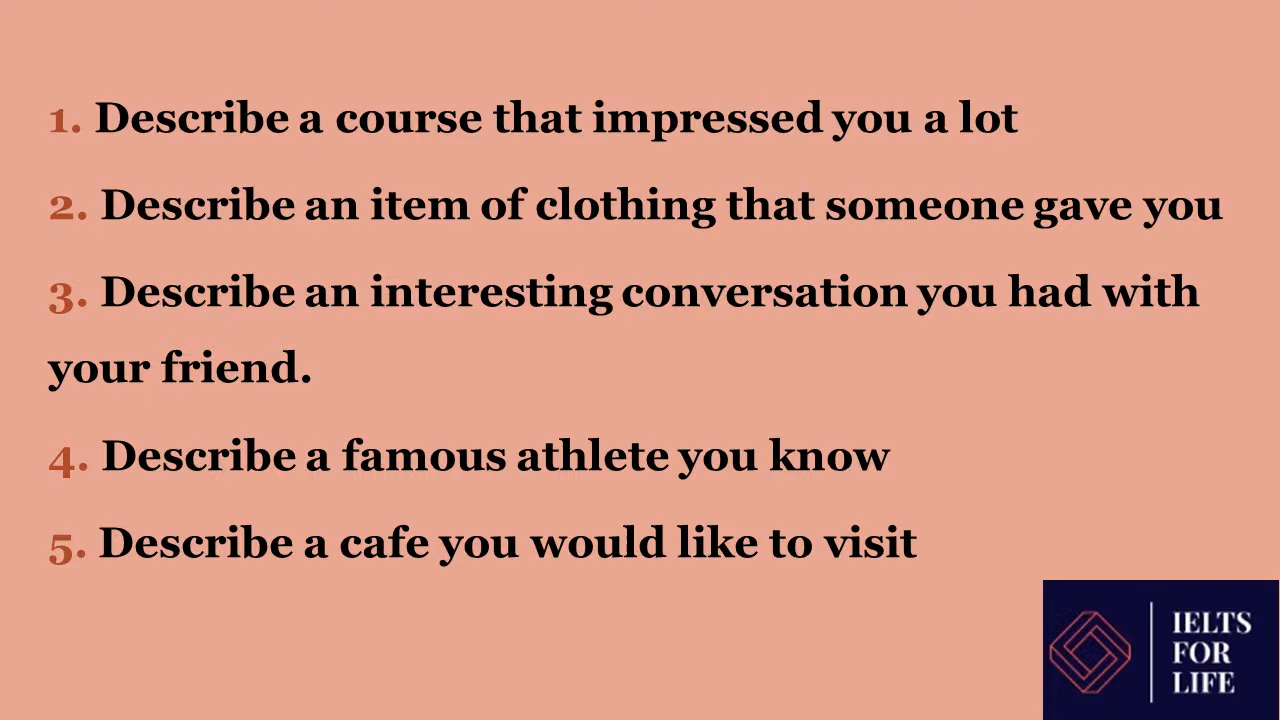 1. Describe a course that impressed you a lot
2. Describe an item of clothing that someone gave you
3. Describe an interesting conversation you had with
your friend.
4. Describe a famous athlete you know
5. Describe a cafe you would like to visit
IELTS
FOR
LIFE